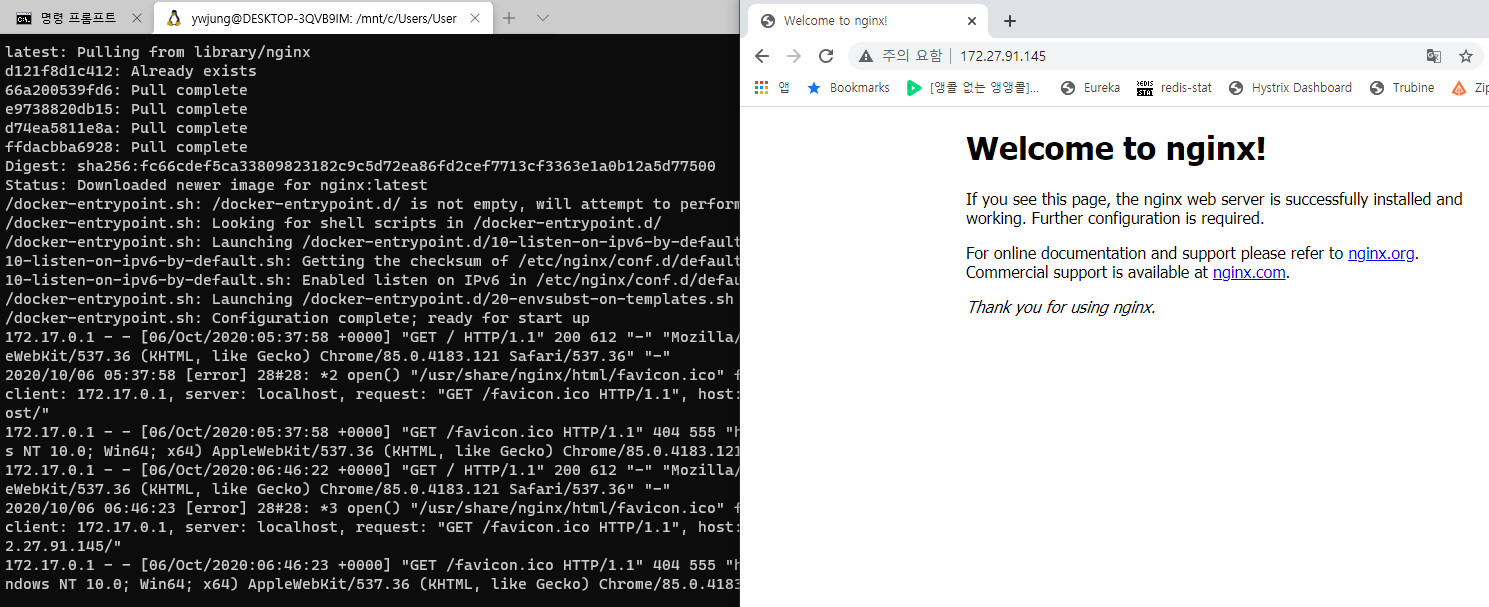 명령 프롬프트
ywjung@DESKTOP-3QVB9IM: /mnt/c/Users/User
latest: Pulling from library/nginx
d121f8d1c412: Already exists
66a200539fd6: Pull complete
e9738820db15: Pull complete
d74ea5811e8a: Pull complete
ffdacbba6928: Pull complete
Digest: sha256:fc66cdef5ca33809823182c9c5d72ea86fd2cef7713cf3363e1a0b12a5d77500
Status: Downloaded newer image for nginx:latest
/docker-entrypoint.sh: /docker-entrypoint.d/ is not empty, will attempt to perform
/docker-entrypoint.sh: Looking for shell scripts in /docker-entrypoint.d/
/docker-entrypoint.sh: Launching /docker-entrypoint.d/10-listen-on-ipv6-by-default
10-listen-on-ipv6-by-default.sh: Getting the checksum of /etc/nginx/conf.d/default
10-listen-on-ipv6-by-default.sh: Enabled listen on IPv6 in /etc/nginx/conf.d/defau
/docker-entrypoint.sh: Launching /docker-entrypoint.d/20-envsubst-on-templates.sh
/docker-entrypoint.sh: Configuration complete; ready for start up
172.17.0.1 - - [06/Oct/2020:05:37:58 +0000] "GET / HTTP/1.1" 200 612 "-" "Mozilla/
eWebKit/537.36 (KHTML, like Gecko) Chrome/85.0.4183.121 Safari/537.36" "-"
2020/10/06 05:37:58 [error] 28#28: *2 open() "/usr/share/nginx/html/favicon.ico" f
client: 172.17.0.1, server: localhost, request: "GET /favicon.ico HTTP/1.1", host:
ost/"
172.17.0.1 - - [06/Oct/2020:05:37:58 +0000] "GET /favicon.ico HTTP/1.1" 404 555 "h
s NT 10.0; Win64; x64) AppleWebKit/537.36 (KHTML, like Gecko) Chrome/85.0.4183.121
172.17.0.1 - - [06/Oct/2020:06:46:22 +0000] "GET / HTTP/1.1" 200 612 "-" "Mozilla/
eWebKit/537.36 (KHTML, like Gecko) Chrome/85.0.4183.121 Safari/537.36" "-"
2020/10/06 06:46:23 [error] 28#28: *3 open() "/usr/share/nginx/html/favicon.ico" f
client: 172.17.0.1, server: localhost, request: "GET /favicon.ico HTTP/1.1", host:
2.27.91.145/"
172.17.0.1 - - [06/Oct/2020:06:46:23 +0000] "GET /favicon.ico HTTP/1.1" 404 555 "h
ndows NT 10.0; Win64; x64) AppleWebKit/537.36 (KHTML, like Gecko) Chrome/85.0.4183
Welcome to nginx!
주의 요함 172.27.91.145
앱 Bookmarks [앵콜 없는 앵앵콜]... Eureka redis-stat Hystrix Dashboard Trubine Zip
Welcome to nginx!
If you see this page, the nginx web server is successfully installed and
working. Further configuration is required.
For online documentation and support please refer to nginx.org.
Commercial support is available at nginx.com.
Thank you for using nginx.